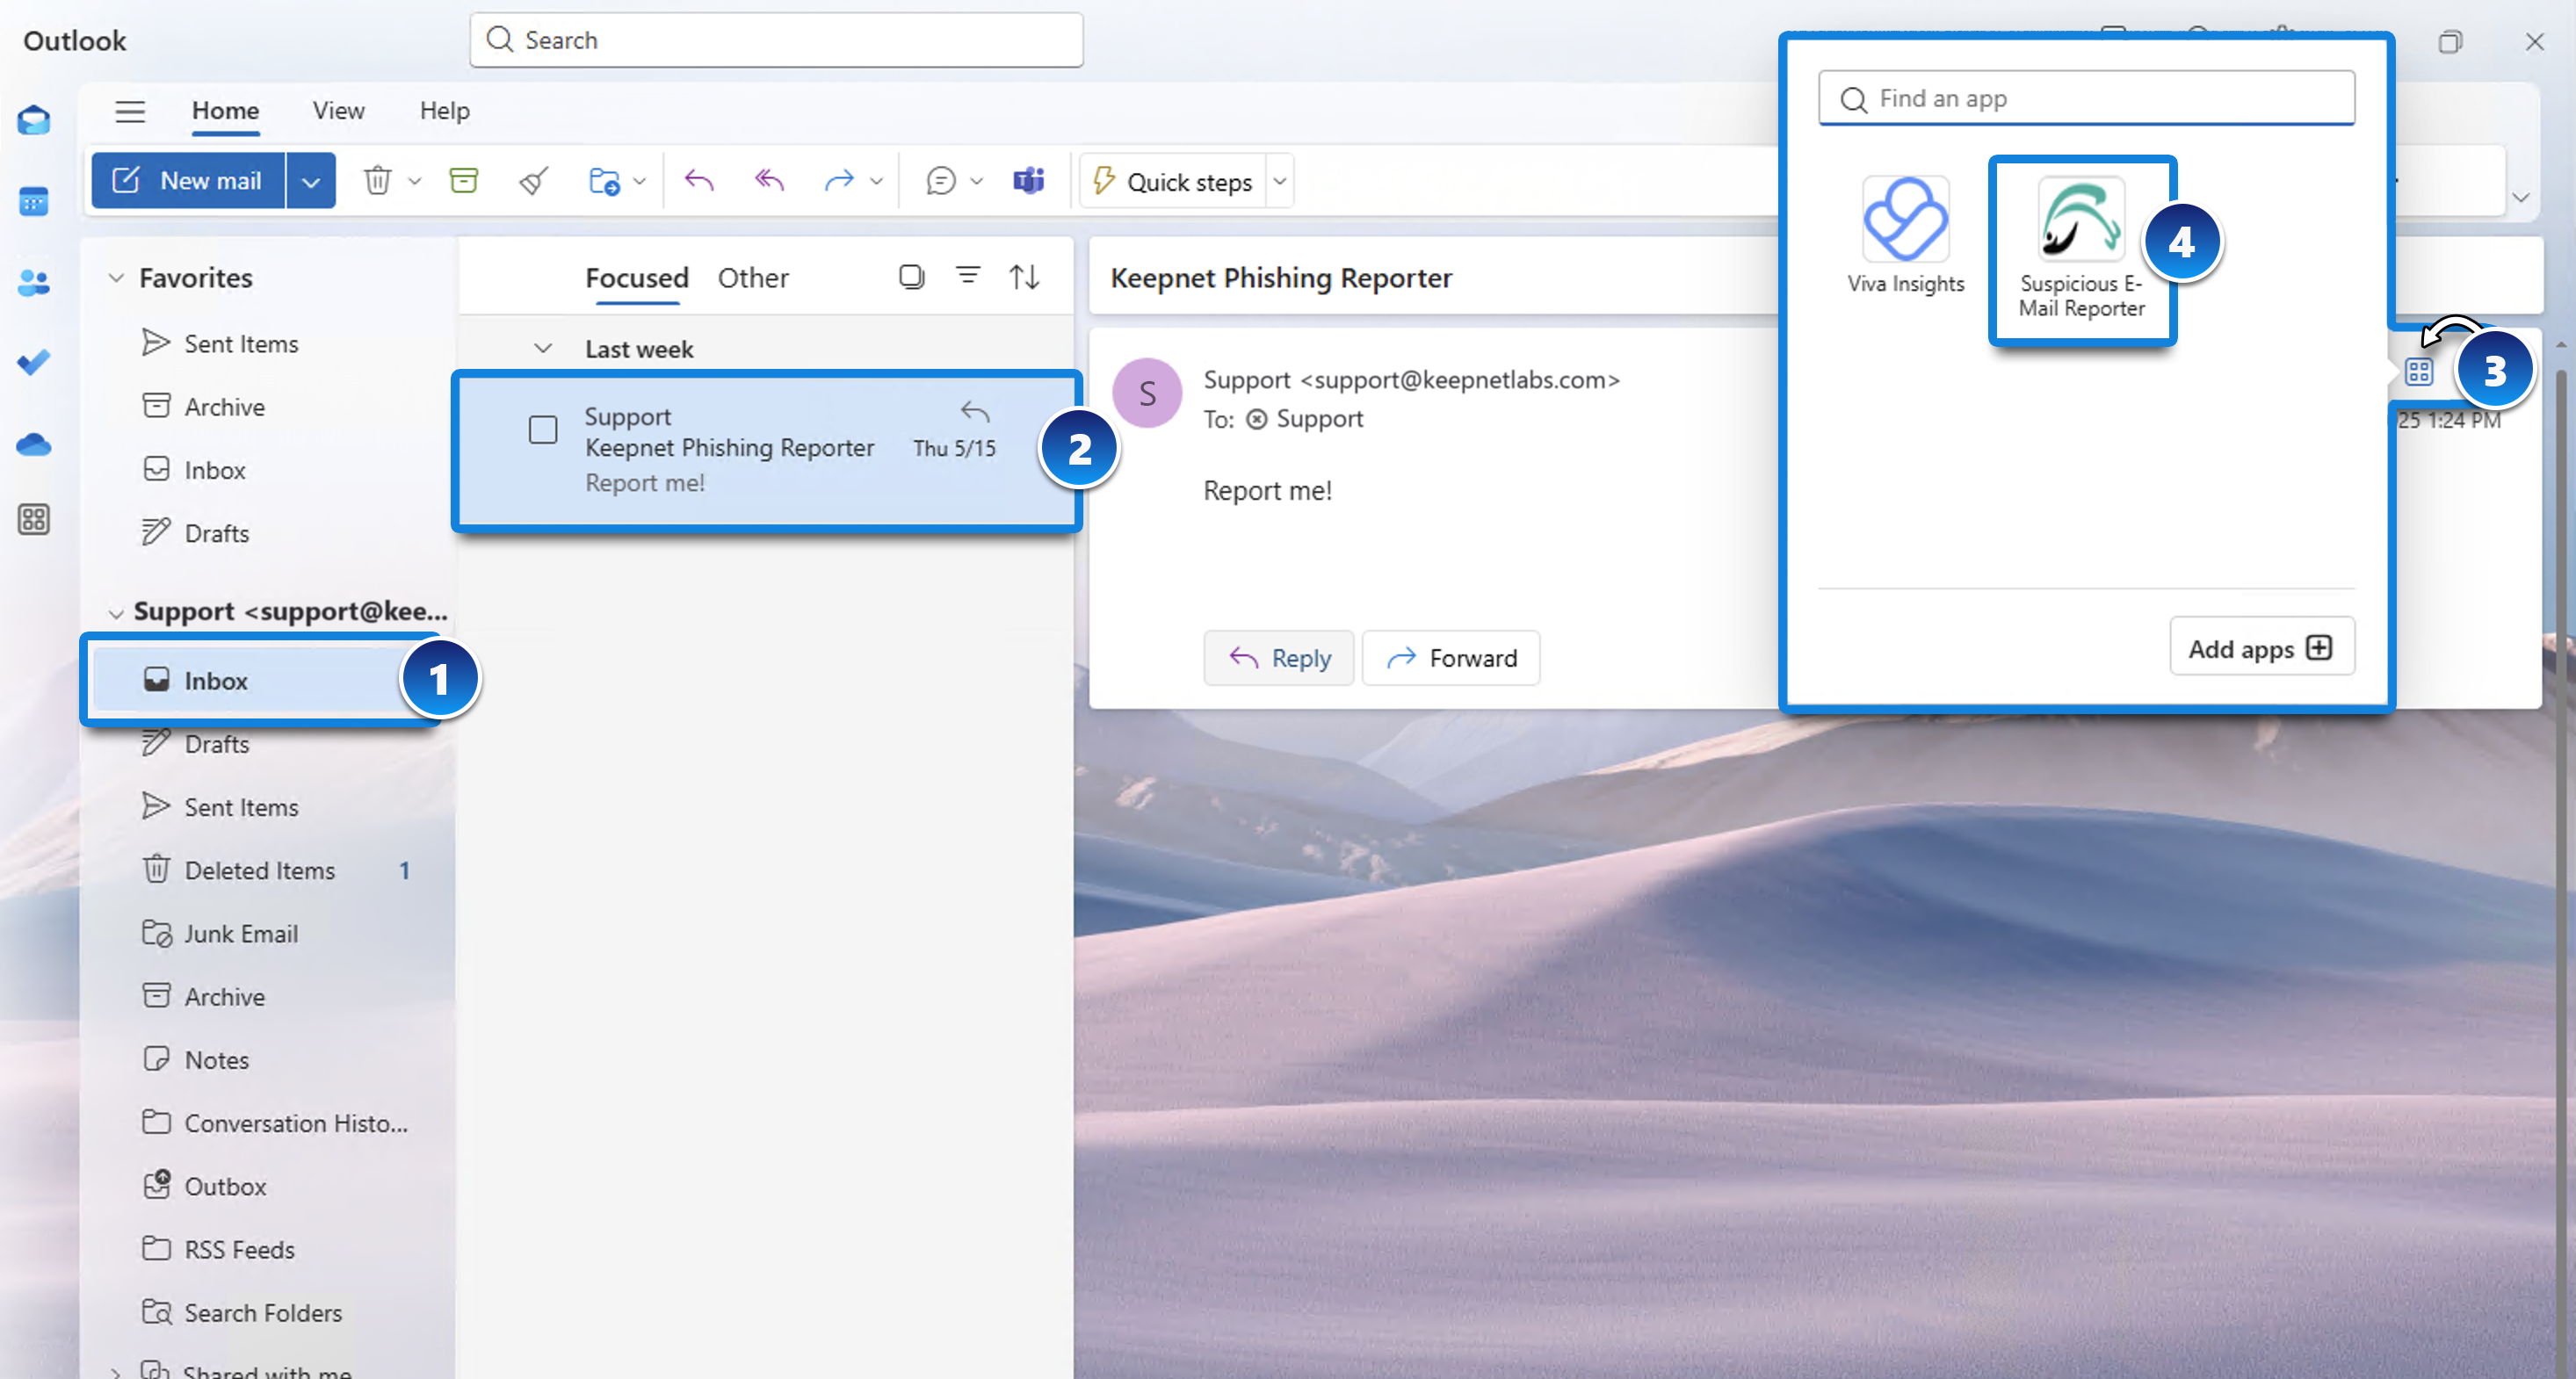 Outlook
Search
Home View Help
New mail
Quick steps
Favorites
Sent Items
Archive
Inbox
Drafts
Support <support@kee...
Inbox
1
Drafts
Sent Items
Deleted Items 1
Junk Email
Archive
Notes
Conversation Histo...
Outbox
RSS Feeds
Search Folders
Shared with me
Focused Other
Last week
Support
Keepnet Phishing Reporter Thu 5/15
Report me!
2
Keepnet Phishing Reporter
S
Support <support@keepnetlabs.com>
To: Support
25 1:24 PM
Report me!
Reply
Forward
Find an app
Viva Insights
Suspicious E-
Mail Reporter
4
3
Add apps